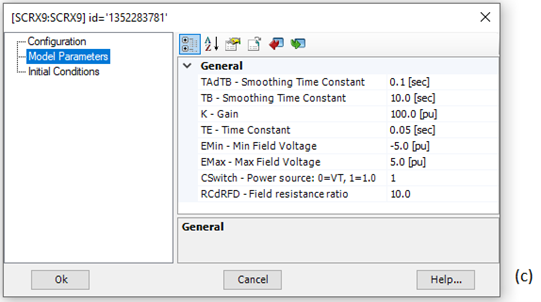 [SCRX9:SCRX9] id='1352283781'
Configuration
Model Parameters
Initial Conditions
General
TAdTB - Smoothing Time Constant 0.1 [sec]
TB - Smoothing Time Constant 10.0 [sec]
K - Gain 100.0 [pu]
TE - Time Constant 0.05 [sec]
EMin - Min Field Voltage -5.0 [pu]
EMax - Max Field Voltage 5.0 [pu]
CSwitch - Power source: 0=VT, 1=1.0 1
RCdRFD - Field resistance ratio 10.0
General
Ok Cancel Help...
(c)